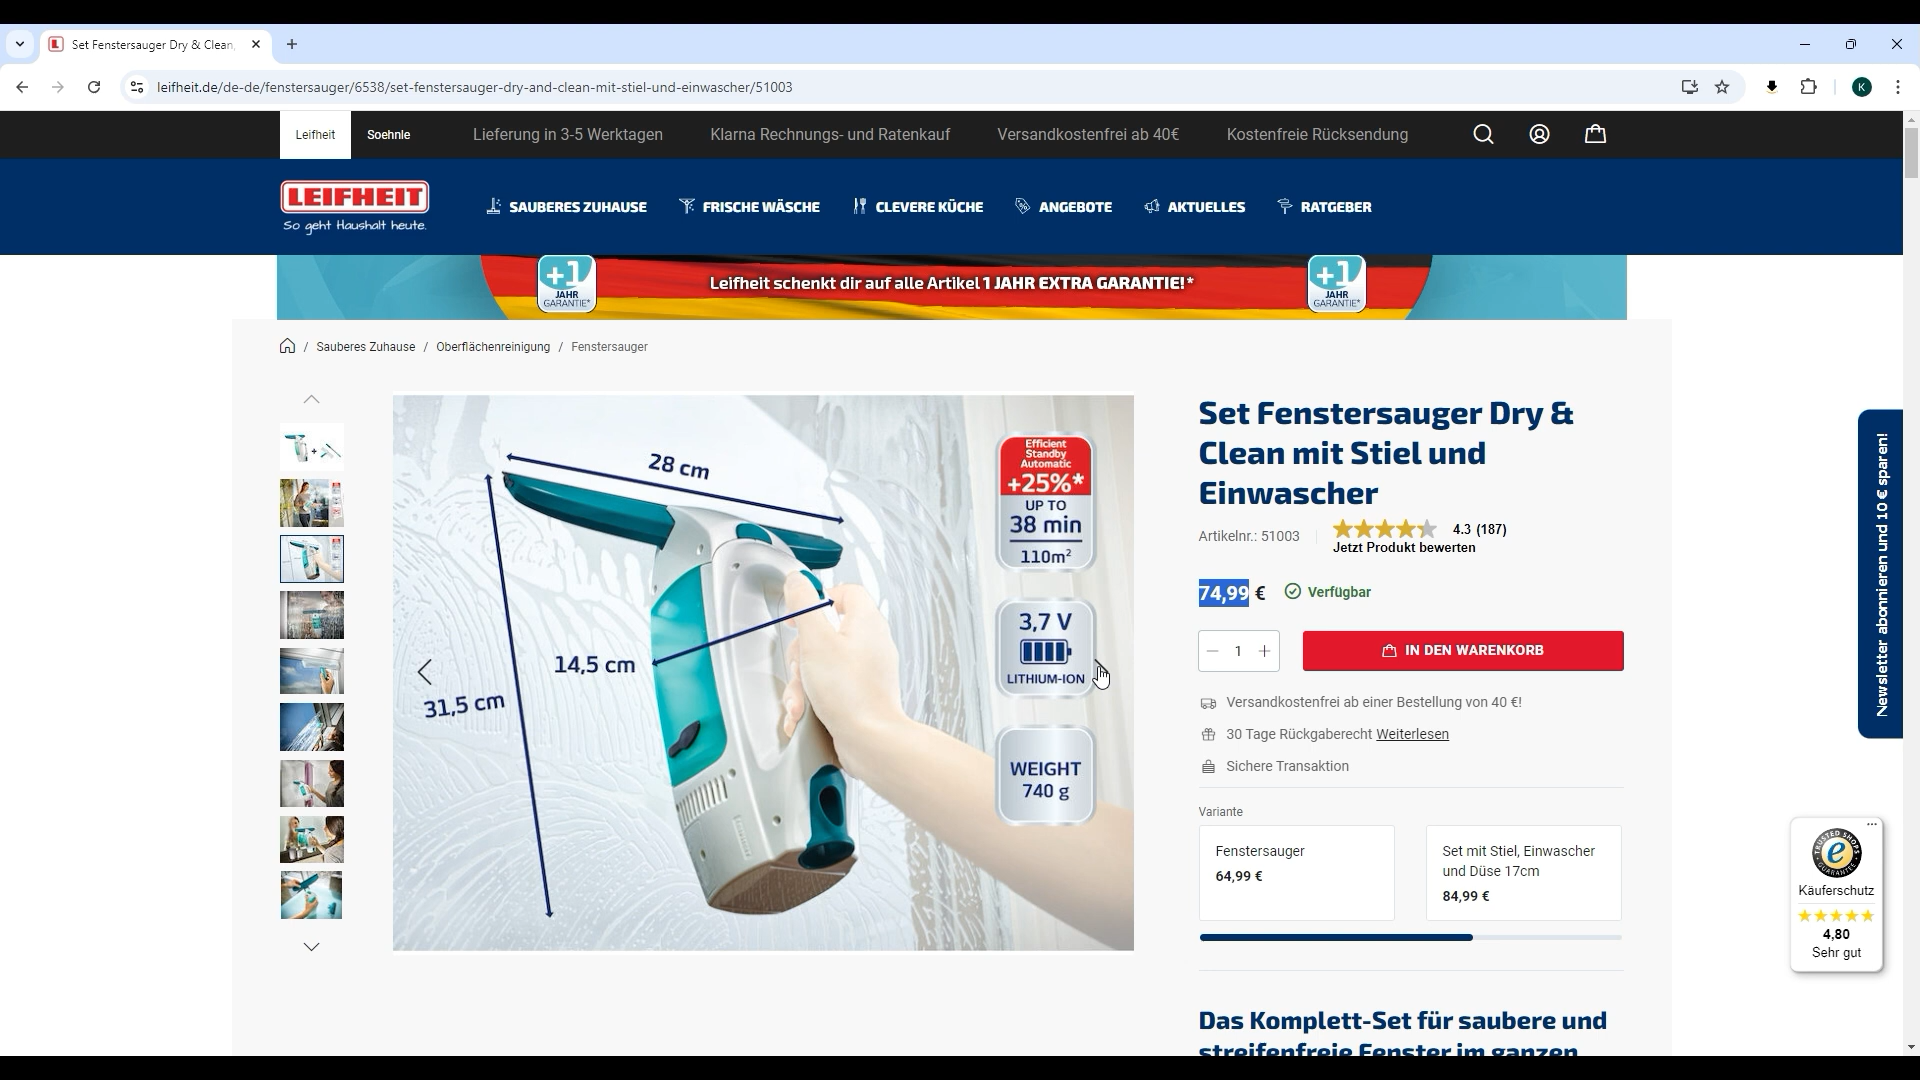 Set Fenstersauger Dry & Clean,
leifheit.de/de-de/fenstersauger/6538/set-fenstersauger-dry-and-clean-mit-stiel-und-einwascher/51003
K
Leifheit
Soehnle
Lieferung in 3-5 Werktagen
Klarna Rechnungs- und Ratenkauf
Versandkostenfrei ab 40€
Kostenfreie Rücksendung
LEIFHEIT
So geht Haushalt heute.
SAUBERES ZUHAUSE
FRISCHE WÄSCHE
CLEVERE KÜCHE
ANGEBOTE
AKTUELLES
RATGEBER
+1
JAHR
GARANTIE*
Leifheit schenkt dir auf alle Artikel 1 JAHR EXTRA GARANTIE!*
+1
JAHR
GARANTIE*
/ Sauberes Zuhause / Oberflächenreinigung / Fenstersauger
28 cm
14,5 cm
31,5 cm
Efficient
Standby
Automatic
+25%*
UP TO
38 min
110m²
3,7 V
LITHIUM-ION
WEIGHT
740 g
Set Fenstersauger Dry &
Clean mit Stiel und
Einwascher
Artikelnr.: 51003
4.3 (187)
Jetzt Produkt bewerten
74,99 €
Verfügbar
1
IN DEN WARENKORB
Versandkostenfrei ab einer Bestellung von 40 €!
30 Tage Rückgaberecht Weiterlesen
Sichere Transaktion
Variante
Fenstersauger
64,99 €
Set mit Stiel, Einwascher
und Düse 17cm
84,99 €
Das Komplett-Set für saubere und
streifenfreie Fenster im ganzen
Newsletter abonnieren und 10 € sparen!
TRUSTED SHOPS
GUARANTEE
e
Käuferschutz
4,80
Sehr gut